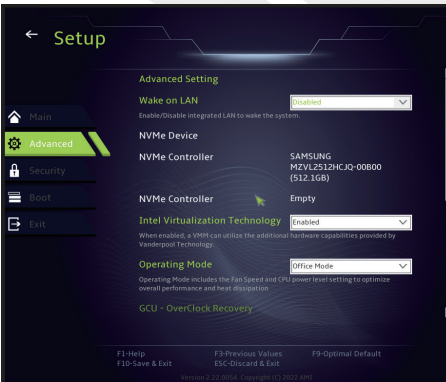 Setup
Advanced Setting
Wake on LAN
Disabled
Enable/Disable integrated LAN to wake the system.
Main
NVMe Device
Advanced
NVMe Controller
SAMSUNG
MZVL2512HCJQ-00B00
(512.1GB)
Security
Boot
NVMe Controller
Empty
Exit
Intel Virtualization Technology
Enabled
When enabled, a VMM can utilize the additional hardware capabilities provided by
Vanderpool Technology.
Operating Mode
Office Mode
Operating Mode includes the Fan Speed and CPU power level setting to optimize
overall performance and heat dissipation
GCU - OverClock Recovery
F1-Help
F3-Previous Values
F9-Optimal Default
F10-Save & Exit
ESC-Discard & Exit
Version 2.22.0054. Copyright (C) 2022 AMI